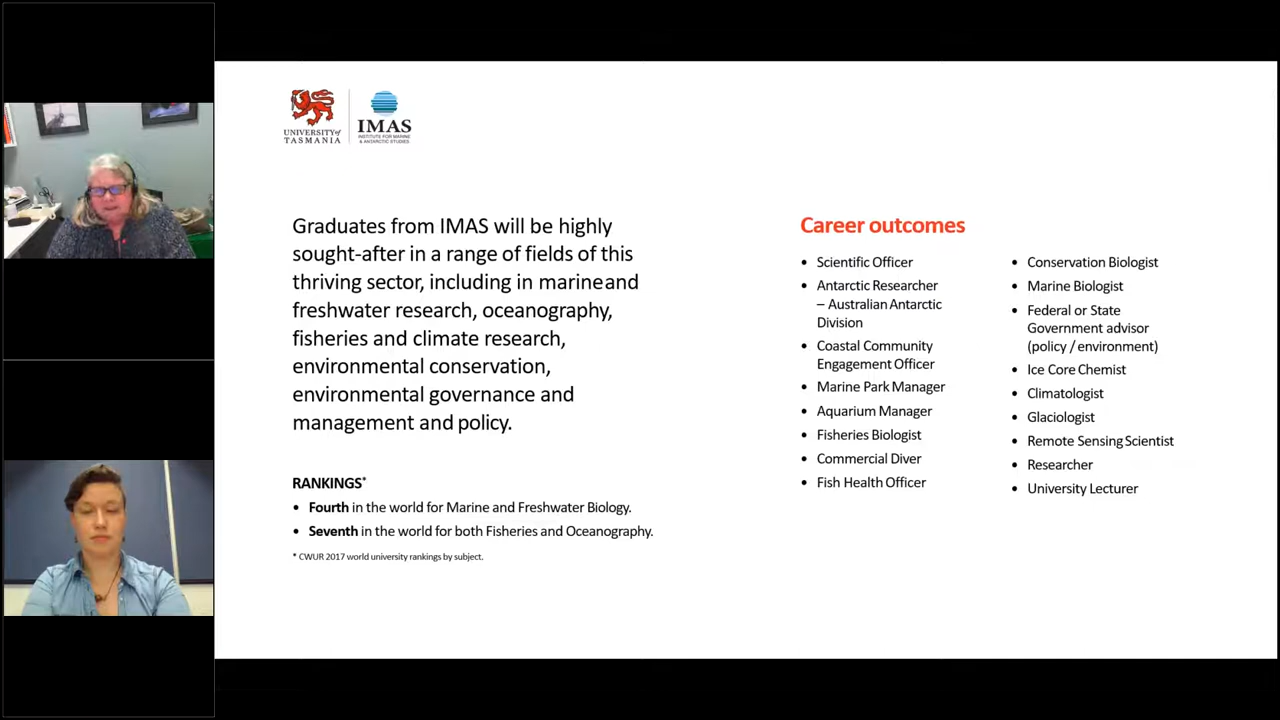 UNIVERSITY of
TASMANIA
IMAS
INSTITUTE FOR MARINE
& ANTARCTIC STUDIES
Graduates from IMAS will be highly
sought-after in a range of fields of this
thriving sector, including in marine and
freshwater research, oceanography,
fisheries and climate research,
environmental conservation,
environmental governance and
management and policy.
RANKINGS*
• Fourth in the world for Marine and Freshwater Biology.
• Seventh in the world for both Fisheries and Oceanography.
* CWUR 2017 world university rankings by subject.
Career outcomes
• Scientific Officer
• Antarctic Researcher
– Australian Antarctic
Division
• Coastal Community
Engagement Officer
• Marine Park Manager
• Aquarium Manager
• Fisheries Biologist
• Commercial Diver
• Fish Health Officer
• Conservation Biologist
• Marine Biologist
• Federal or State
Government advisor
(policy / environment)
• Ice Core Chemist
• Climatologist
• Glaciologist
• Remote Sensing Scientist
• Researcher
• University Lecturer